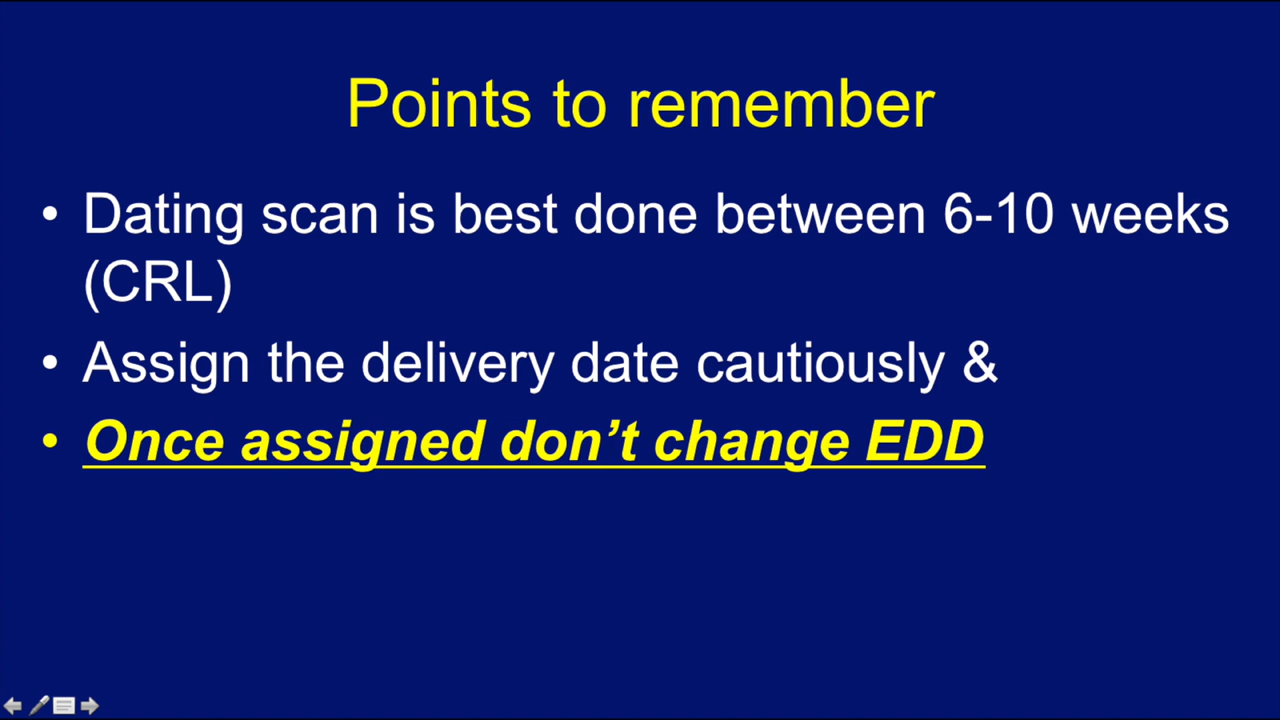 Points to remember
• Dating scan is best done between 6-10 weeks
(CRL)
• Assign the delivery date cautiously &
• Once assigned don’t change EDD